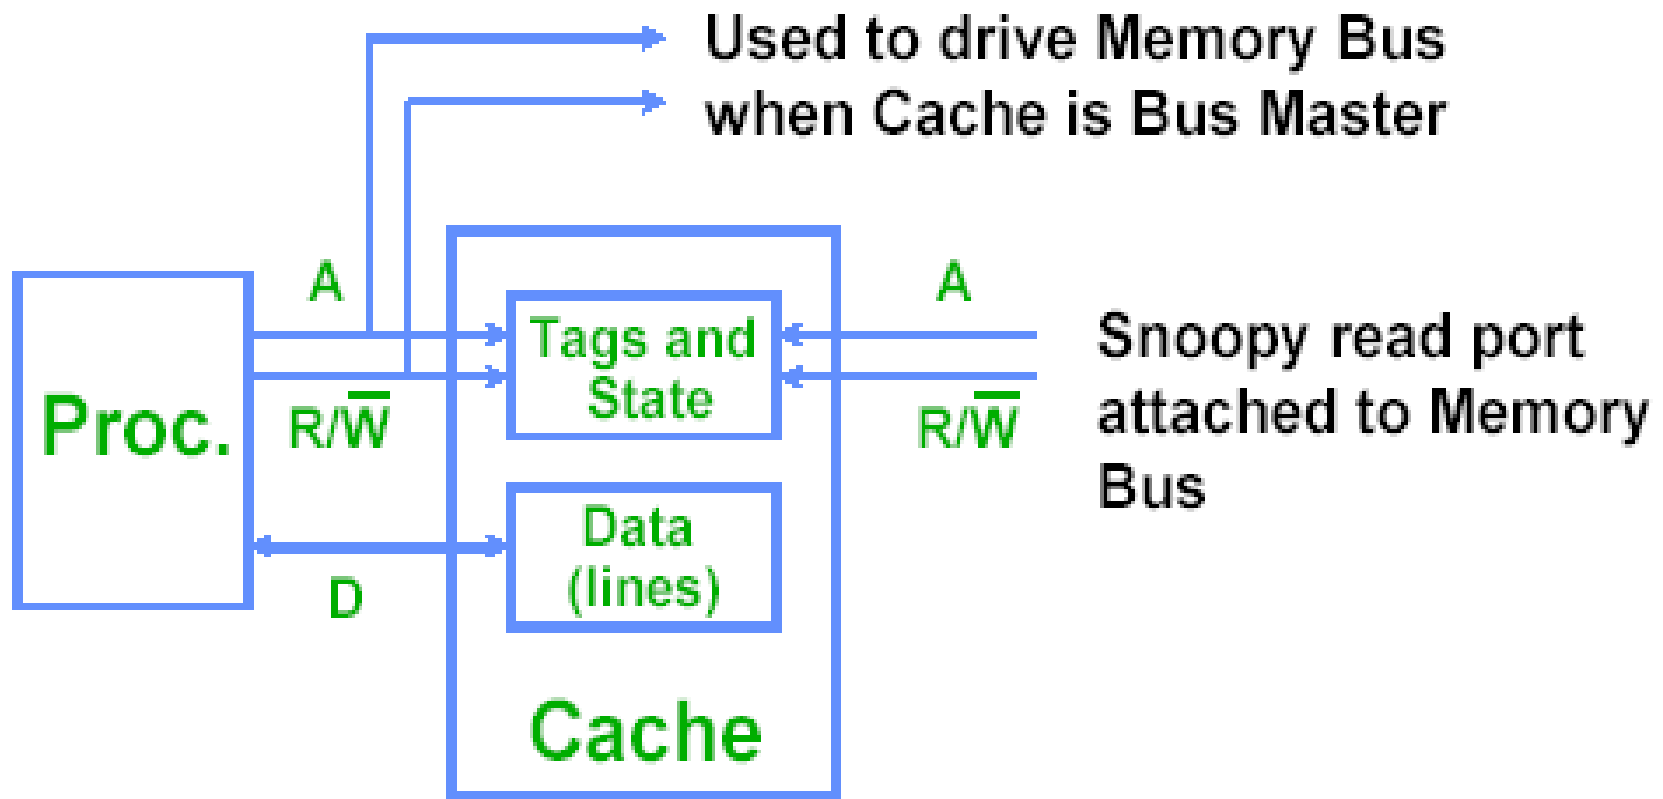 Used to drive Memory Bus
when Cache is Bus Master
A
A
Tags and
State
Snoopy read port
attached to Memory
Bus
Proc.
R/W̅
R/W̅
Data
(lines)
D
Cache